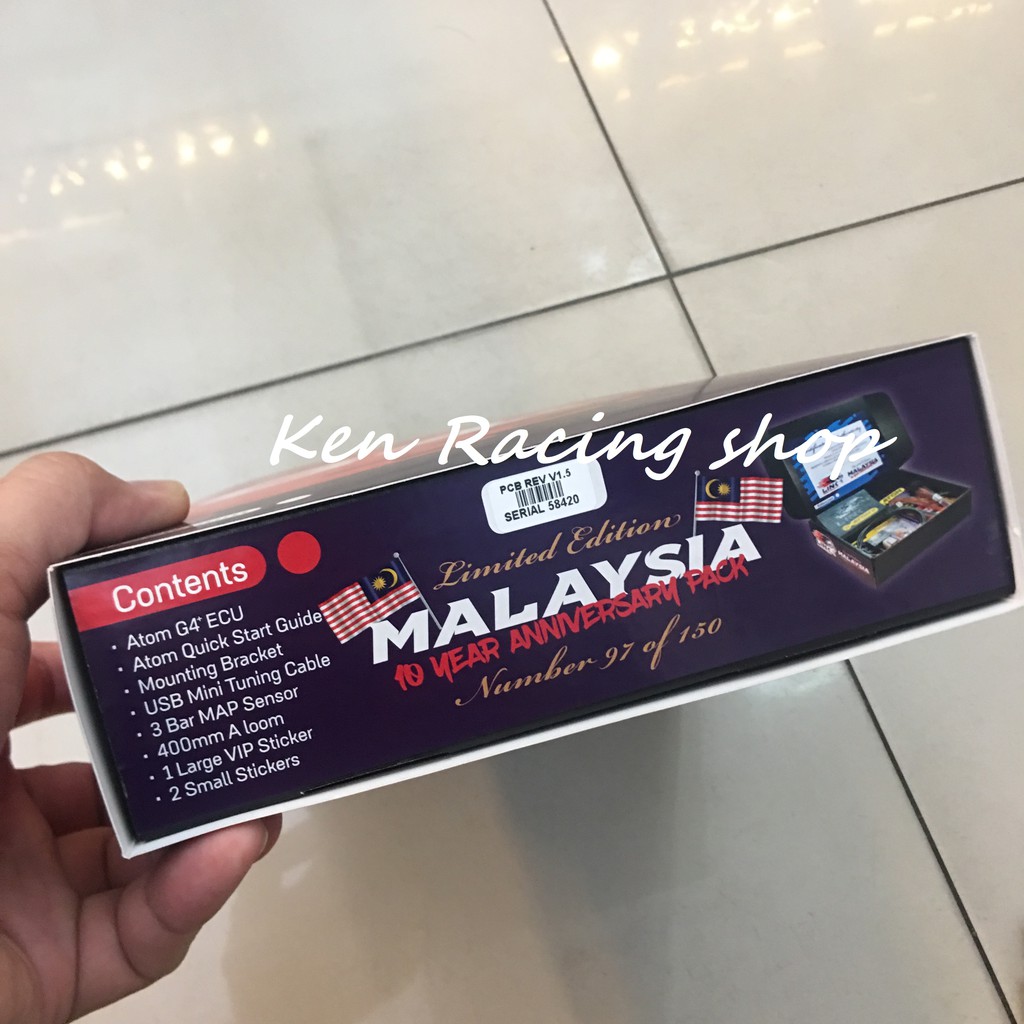 Ken Racing shop
PCB REV V1.5
SERIAL 58420
Limited Edition
MALAYSIA
10 YEAR ANNIVERSARY PACK
Number 97 of 150
Contents
· Atom G4+ ECU
· Atom Quick Start Guide
· Mounting Bracket
· USB Mini Tuning Cable
· 3 Bar MAP Sensor
· 400mm A loom
· 1 Large VIP Sticker
· 2 Small Stickers
MALAYSIA